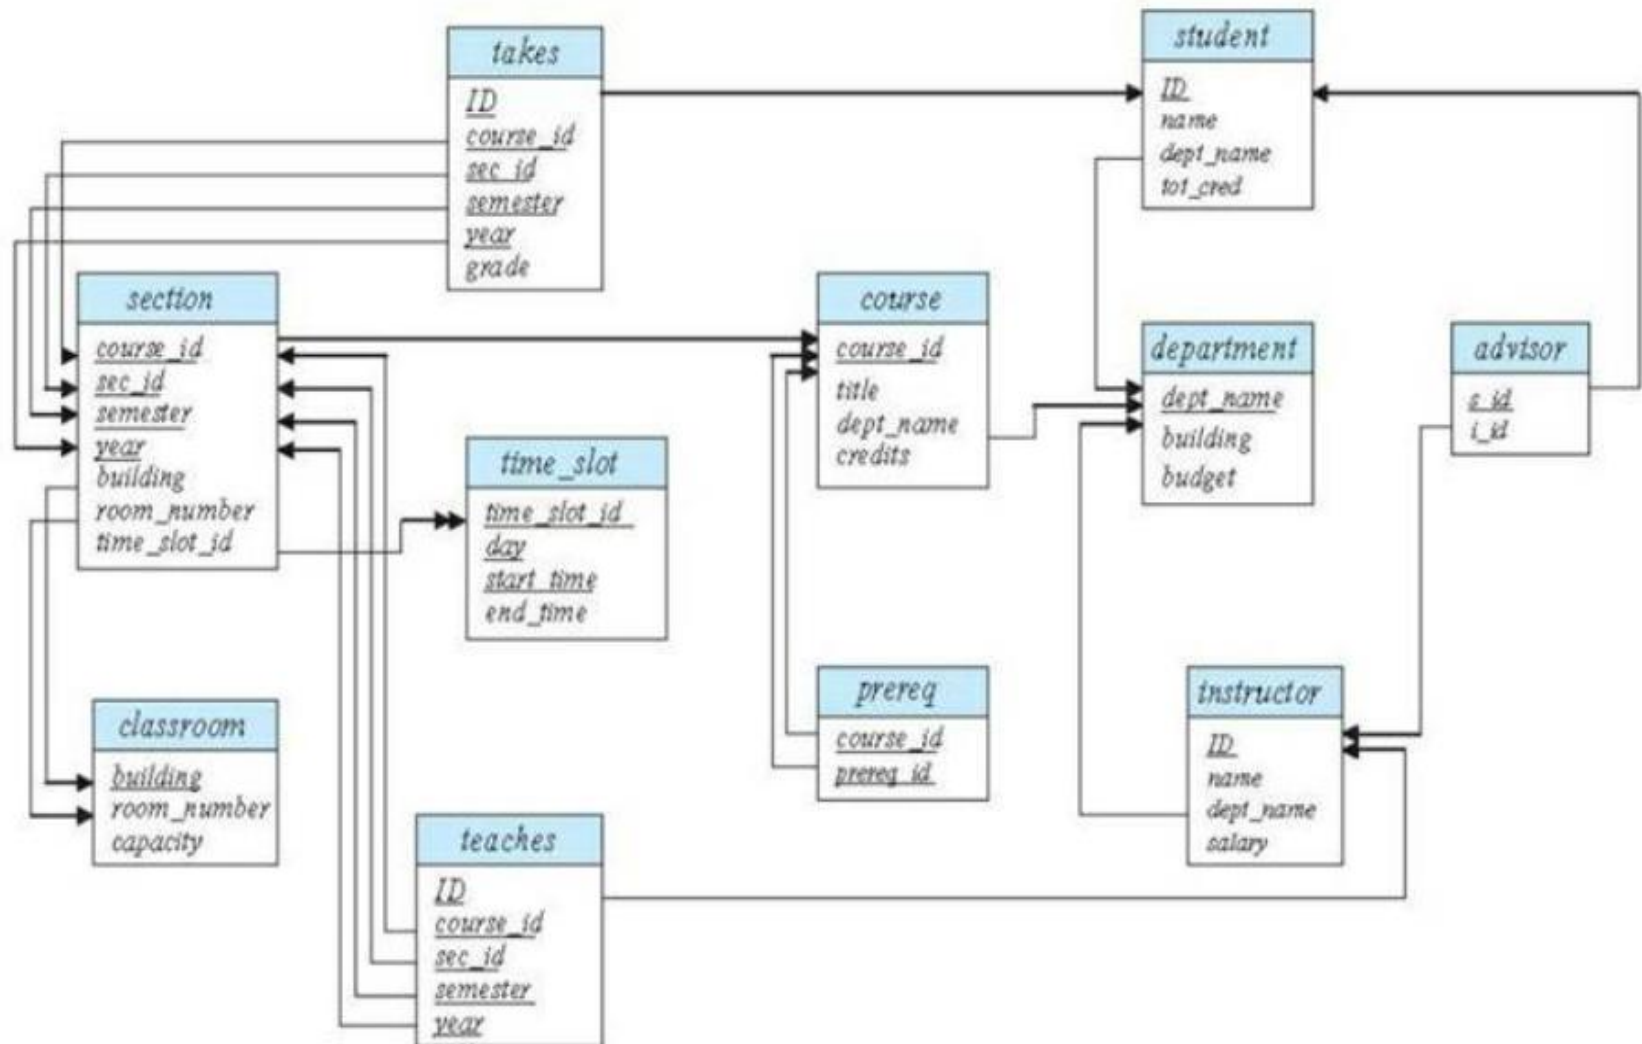 takes
ID
course_id
sec_id
semester
year
grade
student
ID
name
dept_name
tot_cred
section
course_id
sec_id
semester
year
building
room_number
time_slot_id
course
course_id
title
dept_name
credits
department
dept_name
building
budget
advisor
s_id
i_id
time_slot
time_slot_id
day
start_time
end_time
prereq
course_id
prereq_id
instructor
ID
name
dept_name
salary
classroom
building
room_number
capacity
teaches
ID
course_id
sec_id
semester
year